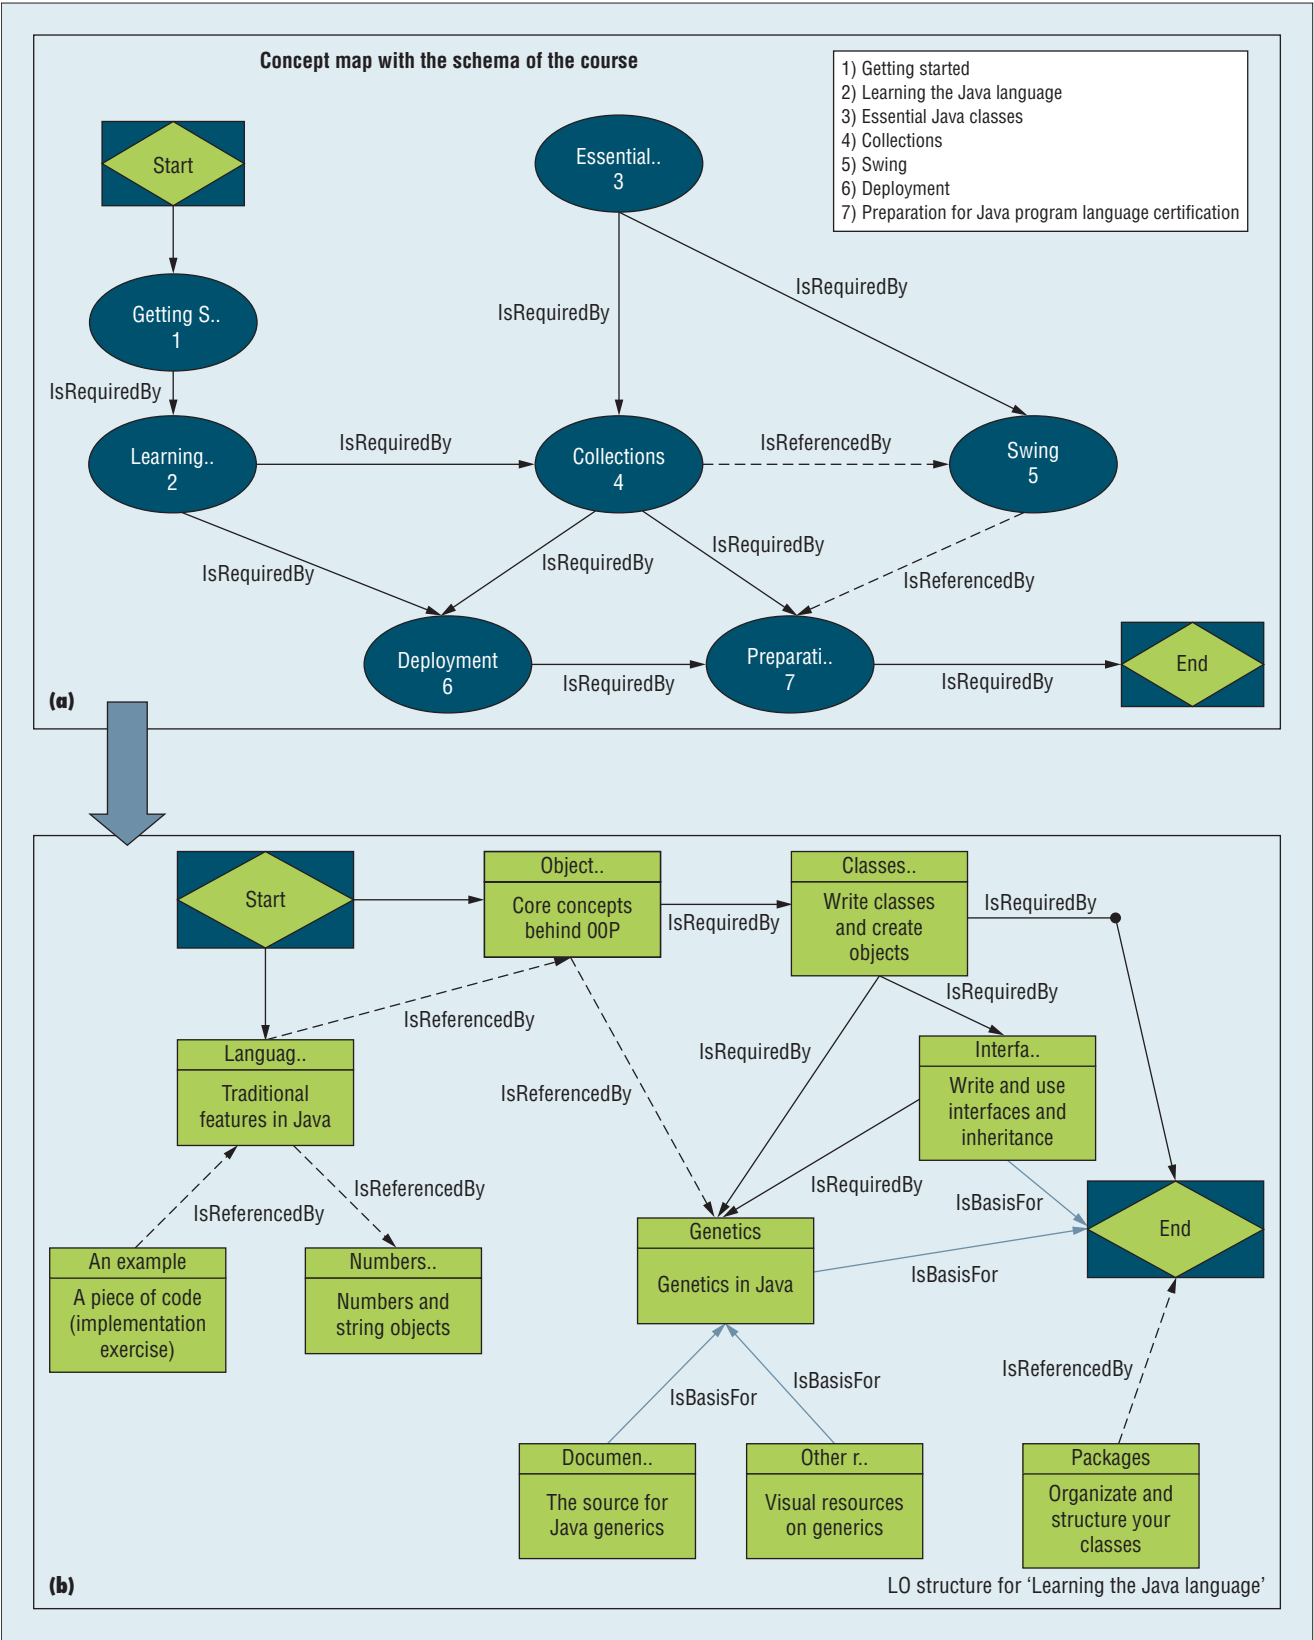 Concept map with the schema of the course
1) Getting started
2) Learning the Java language
3) Essential Java classes
4) Collections
5) Swing
6) Deployment
7) Preparation for Java program language certification
Start
Essential..
3
IsRequiredBy
IsRequiredBy
Getting S..
1
IsRequiredBy
Learning..
2
IsRequiredBy
Collections
4
IsReferencedBy
Swing
5
IsRequiredBy
IsRequiredBy
IsRequiredBy
IsReferencedBy
Deployment
6
IsRequiredBy
Preparati..
7
IsRequiredBy
End
(a)
Start
Object..
Core concepts
behind OOP
IsRequiredBy
Classes..
Write classes
and create
objects
IsRequiredBy
IsReferencedBy
IsRequiredBy
IsRequiredBy
IsReferencedBy
Languag..
Traditional
features in Java
Interfa..
Write and use
interfaces and
inheritance
IsReferencedBy
IsReferencedBy
IsRequiredBy
IsBasisFor
An example
A piece of code
(implementation
exercise)
Numbers..
Numbers and
string objects
Genetics
Genetics in Java
IsBasisFor
End
IsBasisFor
IsBasisFor
IsReferencedBy
Documen..
The source for
Java generics
Other r..
Visual resources
on generics
Packages
Organizate and
structure your
classes
(b)
LO structure for ‘Learning the Java language’